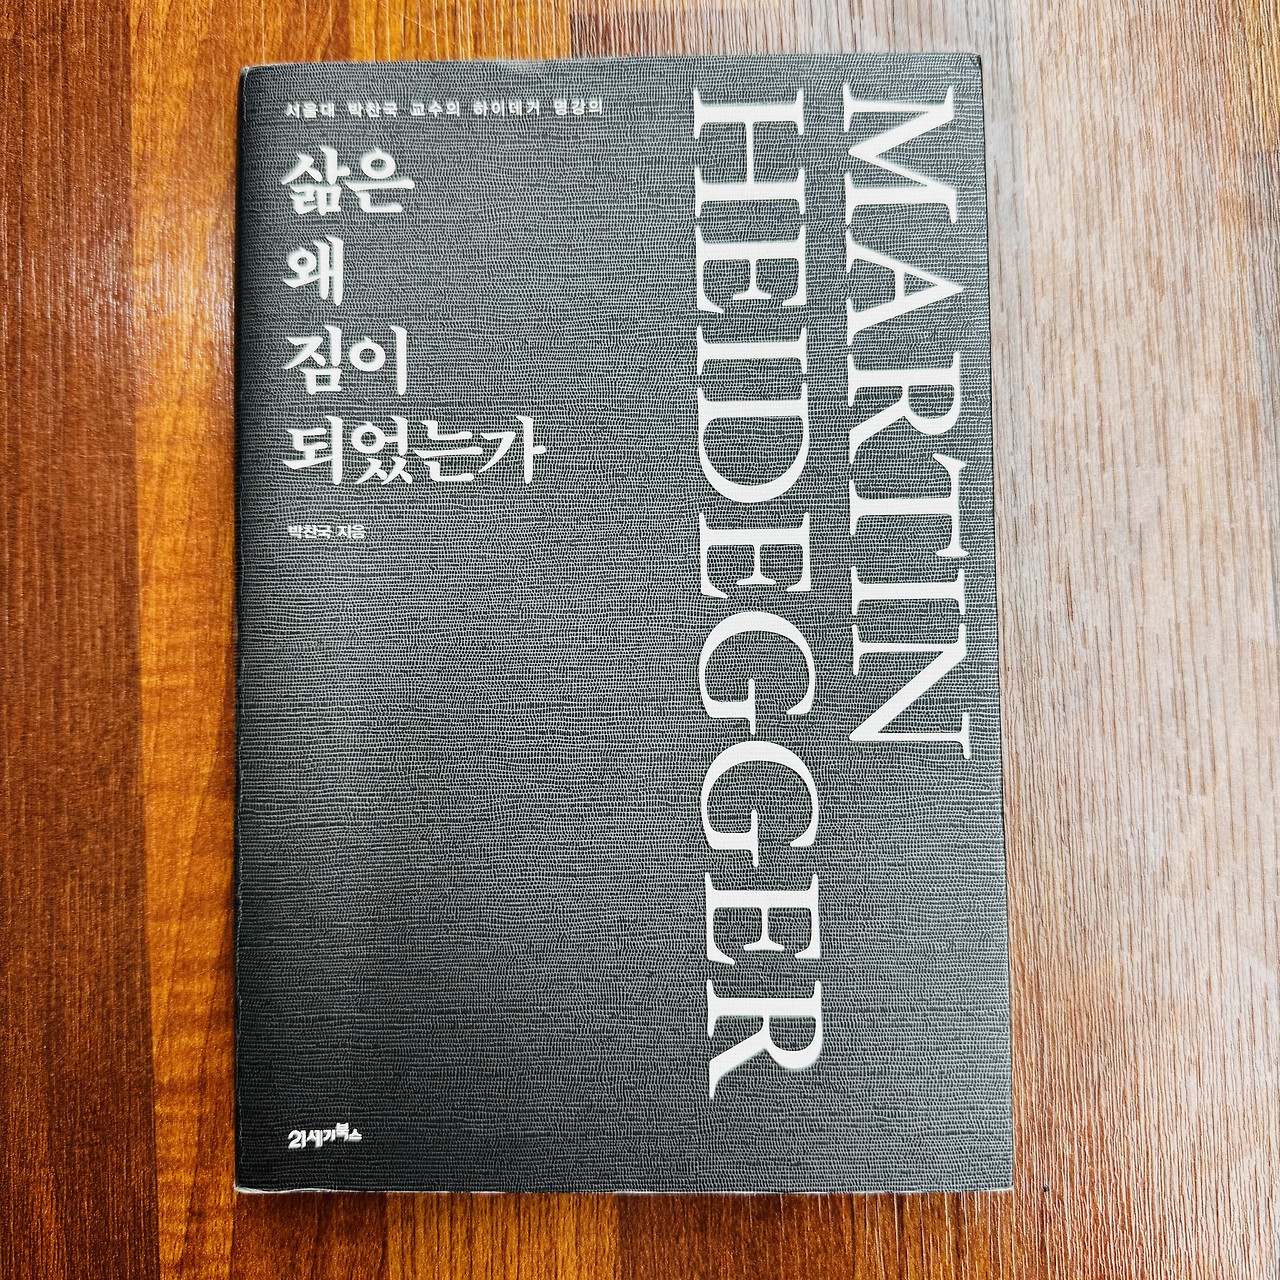 서울대 박찬국 교수의 하이데거 명강의
삶은
왜
짐이
되었는가
박찬국 지음
MARTIN
HEIDEGGER
21세기북스